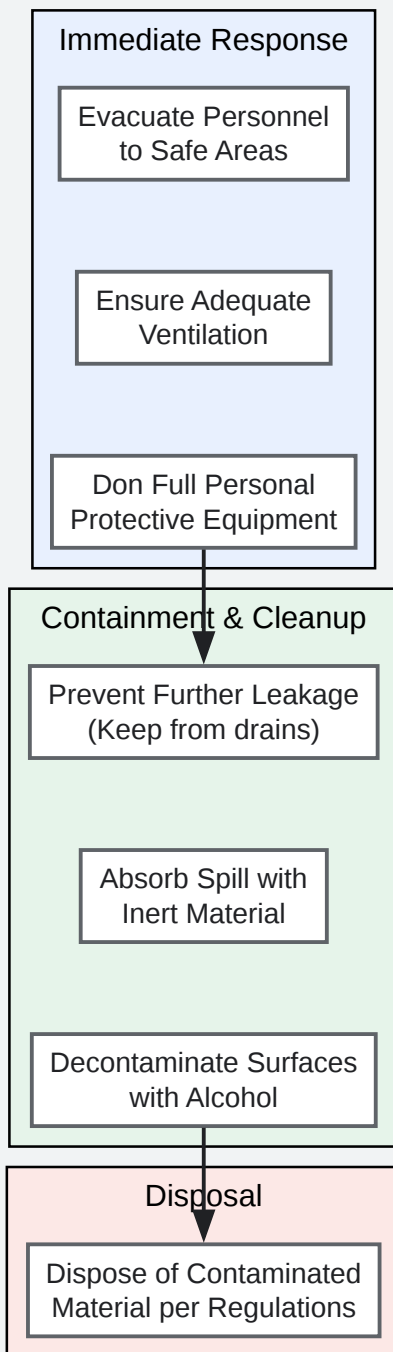 Immediate Response
Evacuate Personnel
to Safe Areas
Ensure Adequate
Ventilation
Don Full Personal
Protective Equipment
Containment & Cleanup
Prevent Further Leakage
(Keep from drains)
Absorb Spill with
Inert Material
Decontaminate Surfaces
with Alcohol
Disposal
Dispose of Contaminated
Material per Regulations